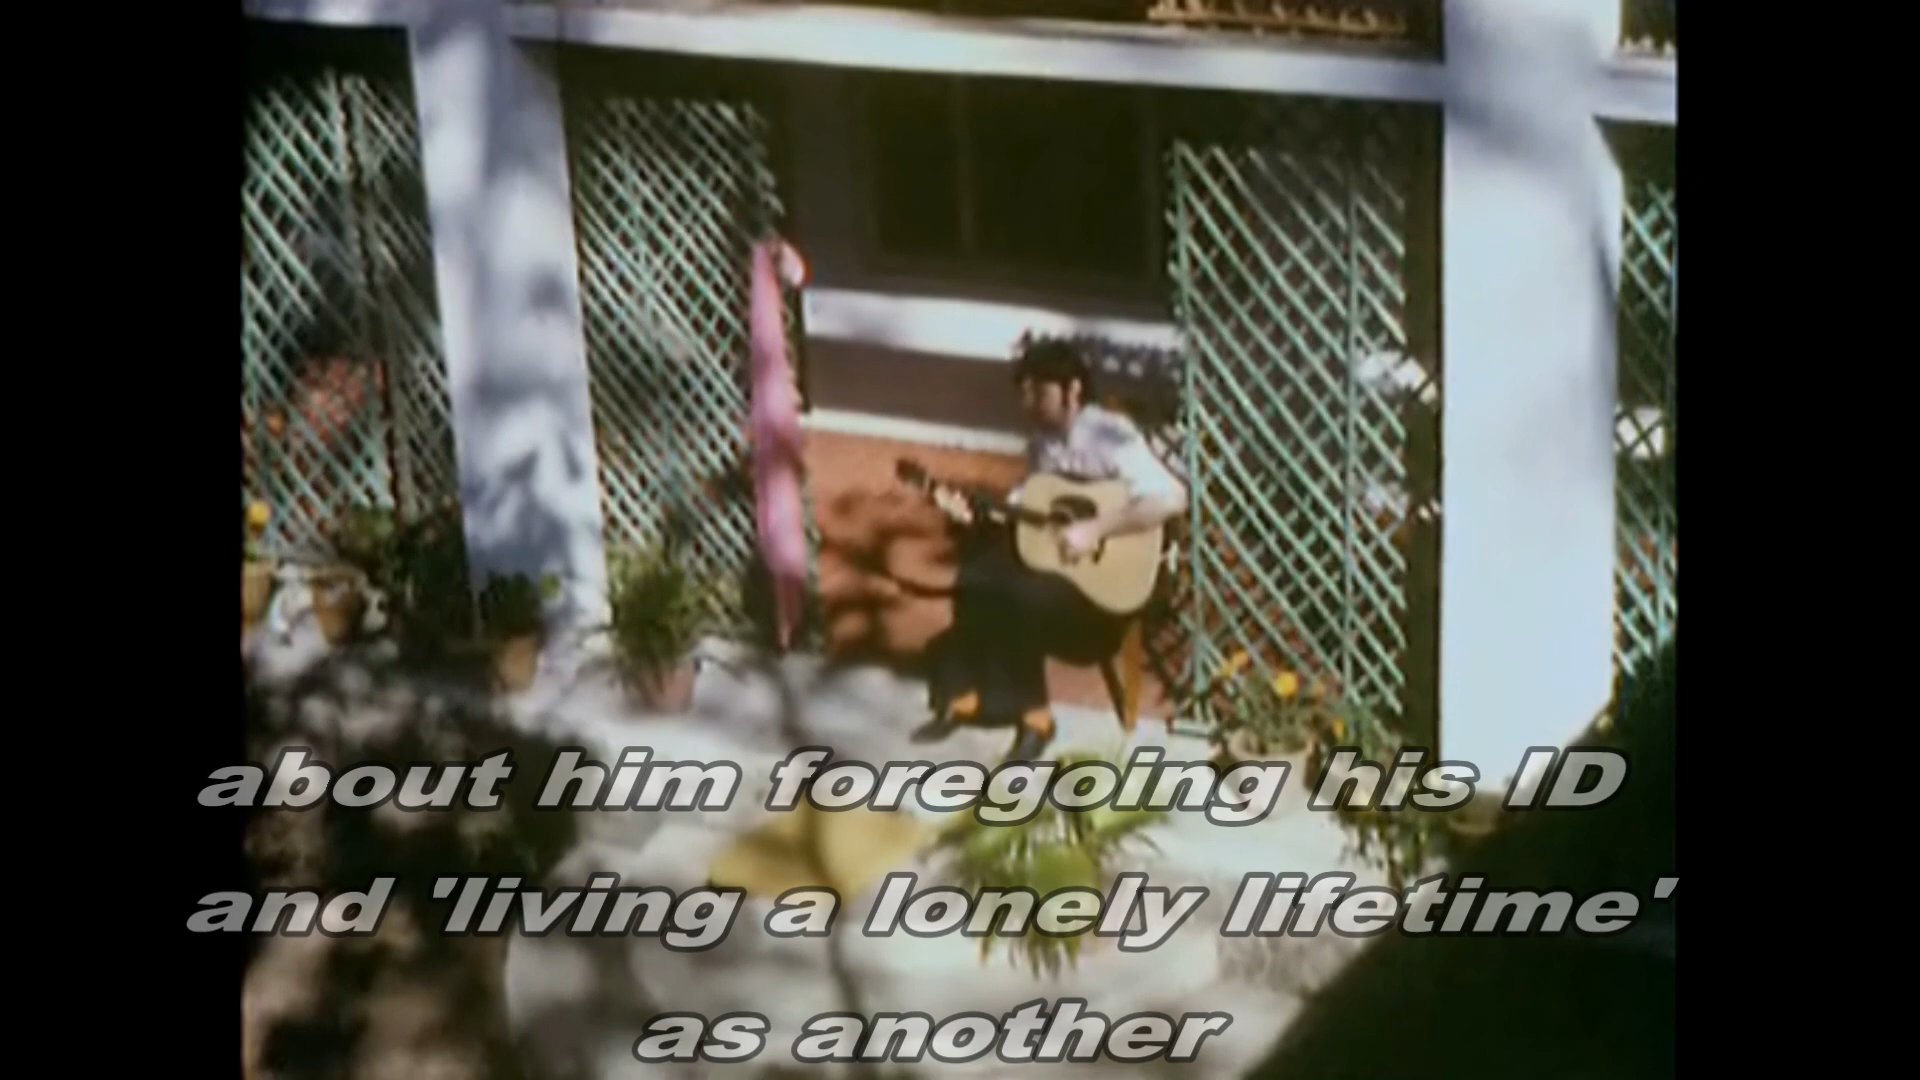 about him foregoing his ID
and 'living a lonely lifetime'
as another